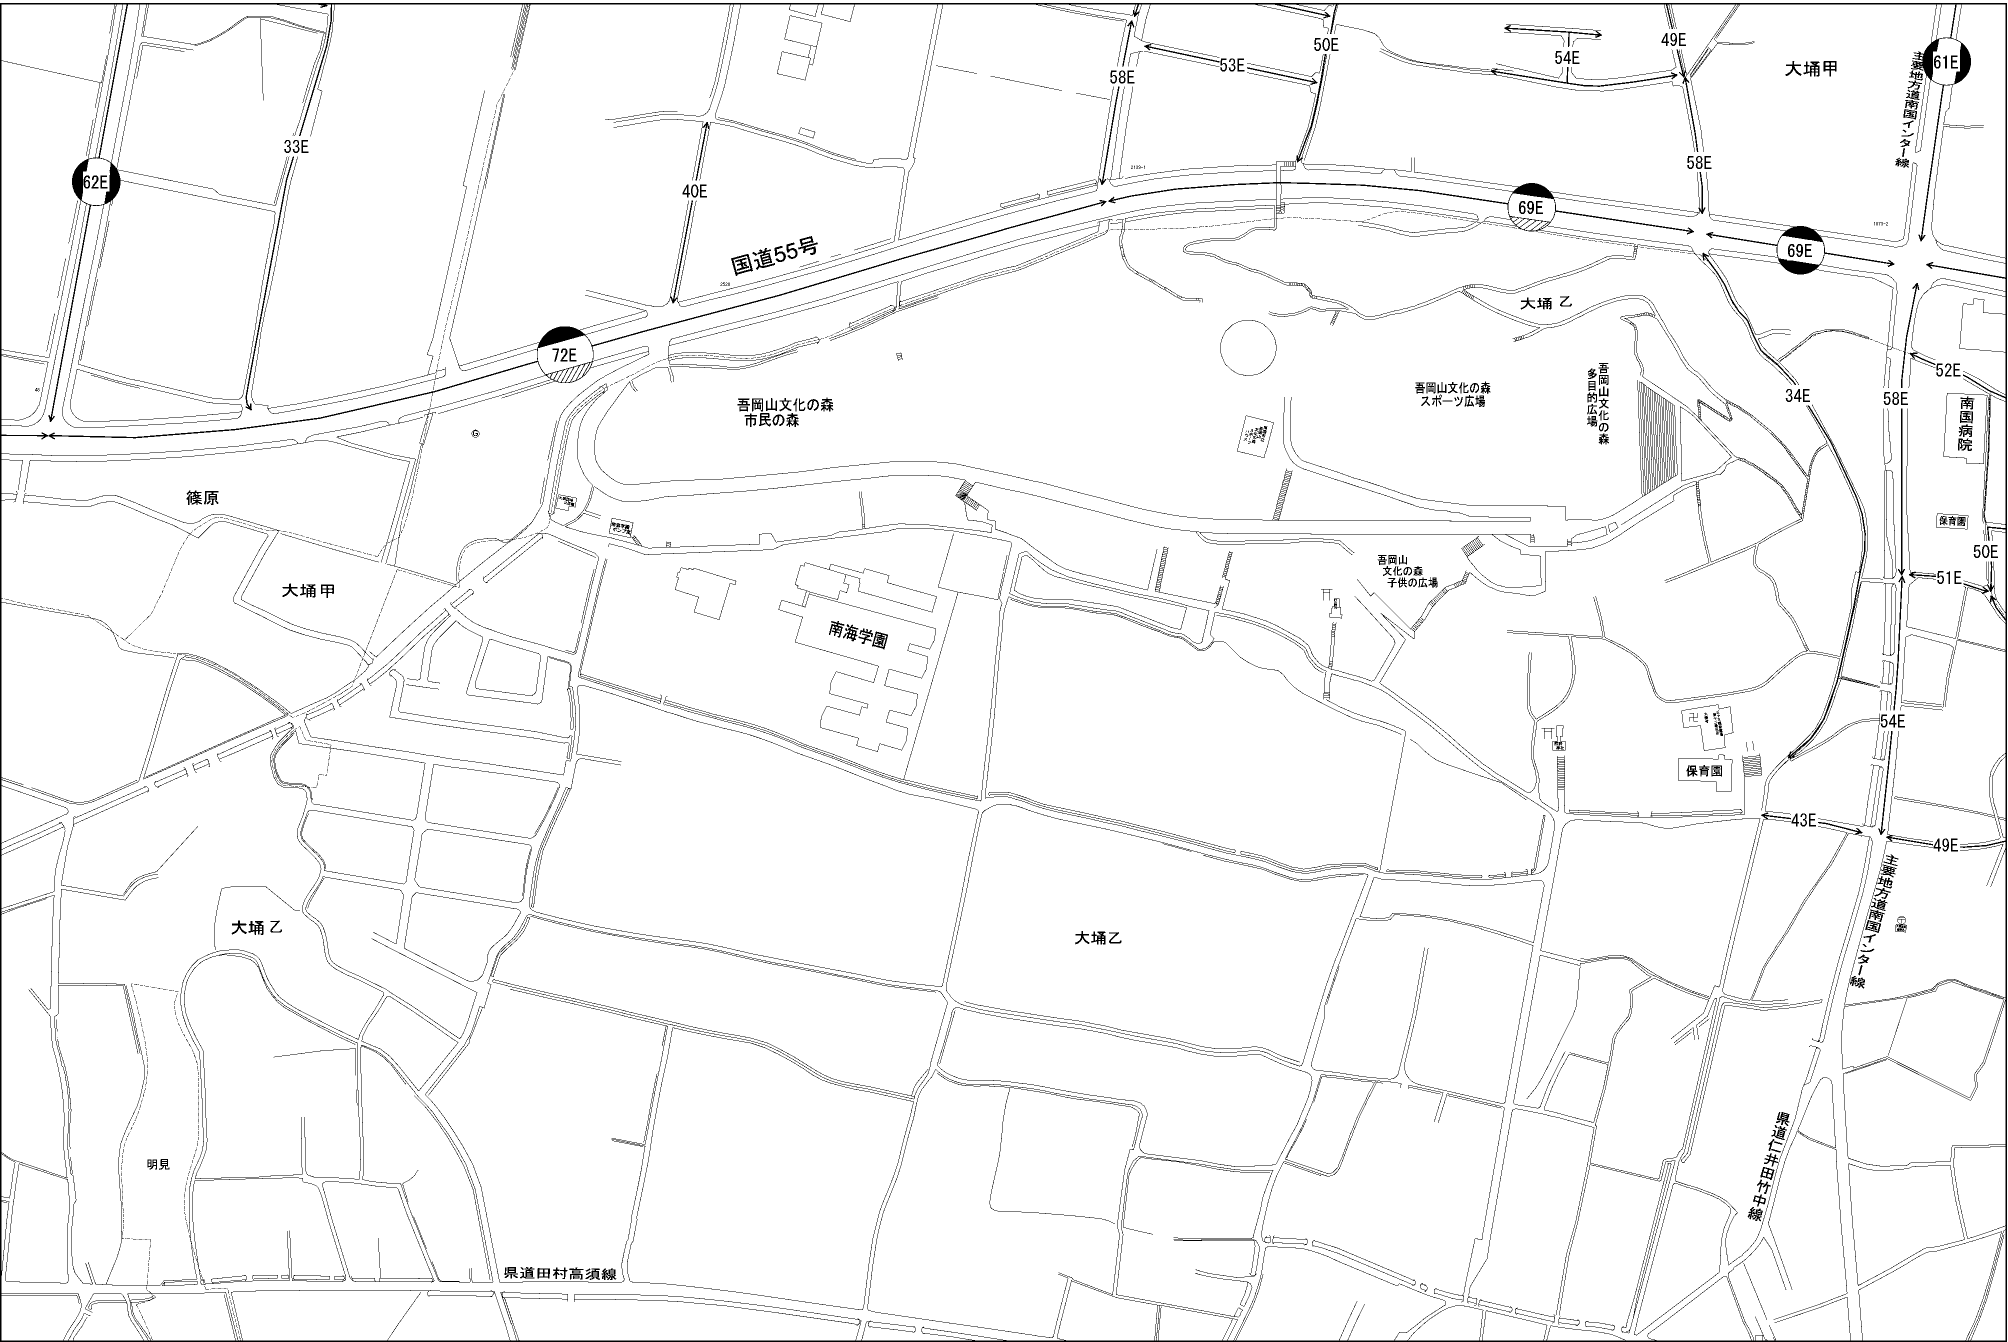 50E
49E
54E
53E
58E
大埇甲
61E
主要地方道南国インター線
33E
62E
40E
58E
2139-1
69E
1873-2
国道55号
69E
2528
大埇 乙
72E
52E
48
34E
58E
吾岡山文化の森
市民の森
吾岡山文化の森
スポーツ広場
吾岡山文化の森
多目的広場
南国病院
G
篠原
保育園
50E
吾岡山
文化の森
子供の広場
51E
大埇 甲
南海学園
54E
保育園
43E
49E
主要地方道南国インター線
大埇 乙
大埇乙
県道仁井田竹中線
明見
県道田村高須線